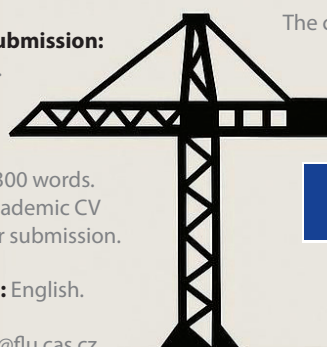 ubmission:
The c
300 words.
ademic CV
r submission.
: English.
@flu.cas.cz